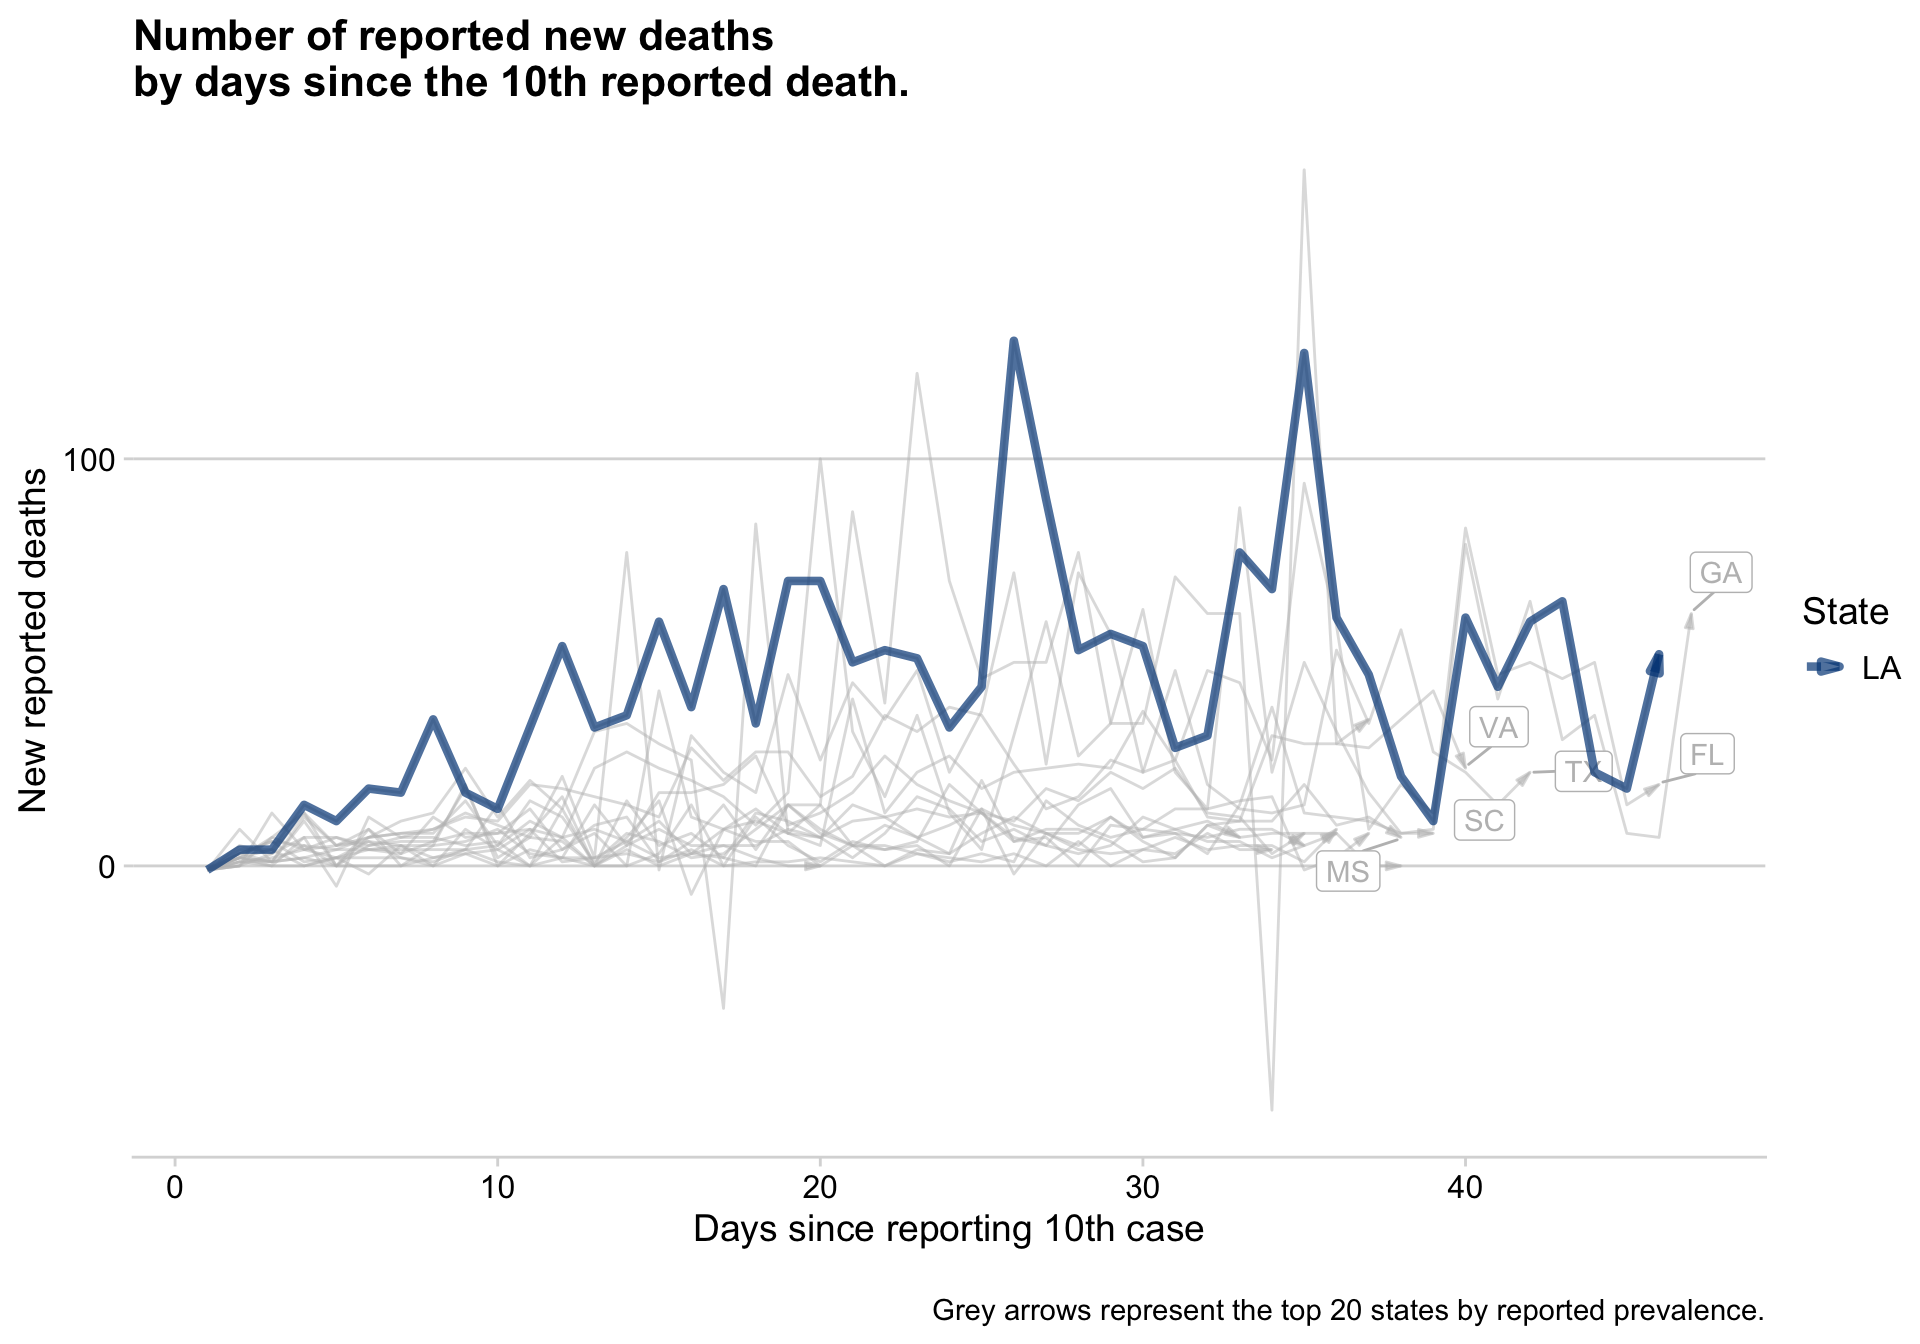 Number of reported new deaths
by days since the 10th reported death.
New reported deaths
100
0
GA
VA
TX
FL
SC
MS
State
LA
0 10 20 30 40
Days since reporting 10th case
Grey arrows represent the top 20 states by reported prevalence.